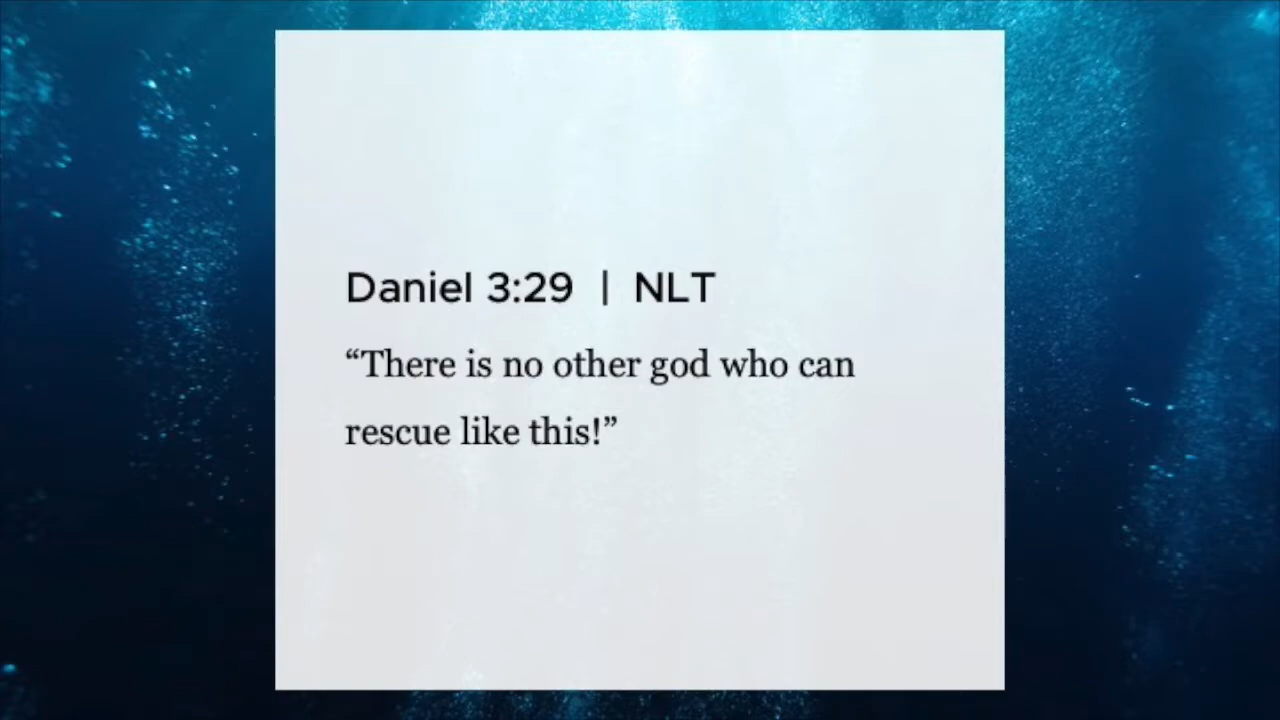 Daniel 3:29 | NLT
“There is no other god who can
rescue like this!”